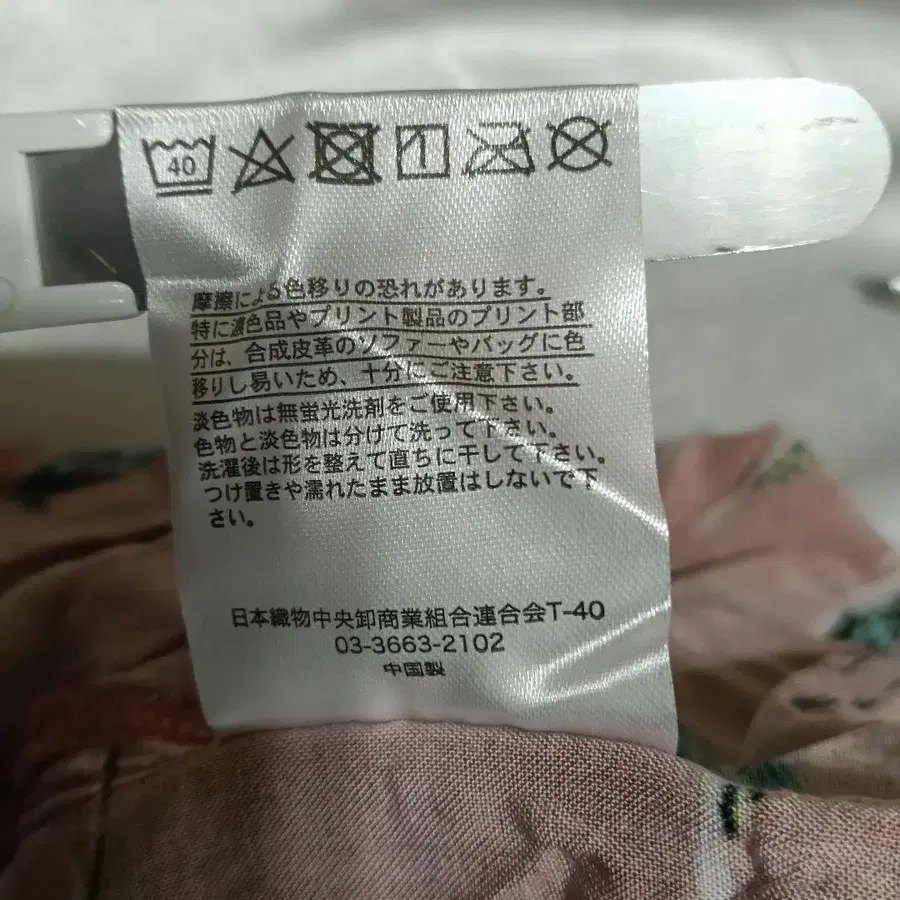 40
摩擦による色移りの恐れがあります。
特に濃色品やプリント製品のプリント部
分は、合成皮革のソファーやバッグに色
移りし易いため、十分にご注意下さい。
淡色物は無蛍光洗剤をご使用下さい。
色物と淡色物は分けて洗って下さい。
洗濯後は形を整えて直ちに干して下さい。
つけ置きや濡れたまま放置はしないで下
さい。
日本織物中央卸商業組合連合会T-40
03-3663-2102
中国製